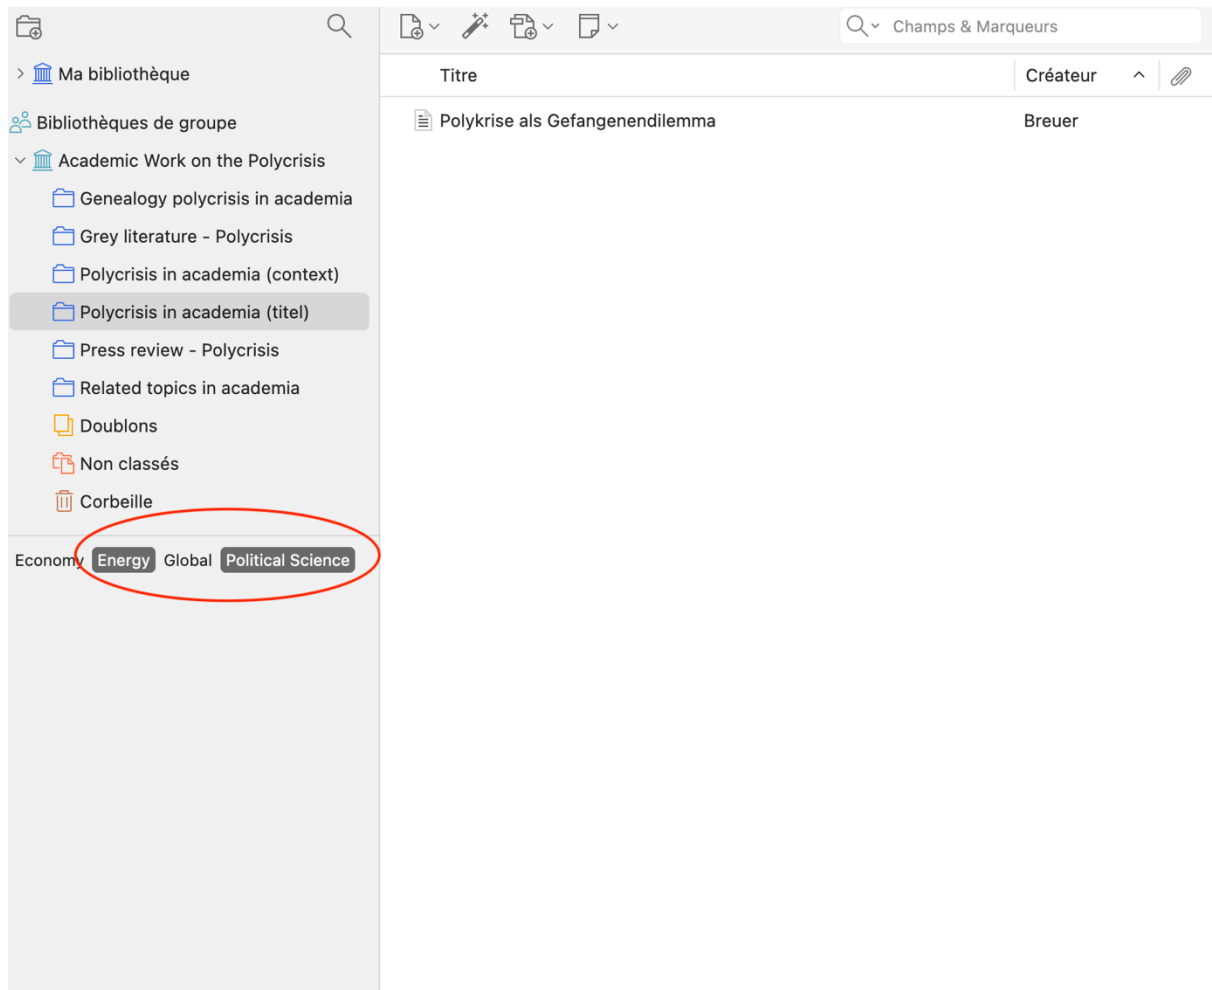 Champs & Marqueurs
Ma bibliothèque
Bibliothèques de groupe
Academic Work on the Polycrisis
Genealogy polycrisis in academia
Grey literature - Polycrisis
Polycrisis in academia (context)
Polycrisis in academia (titel)
Press review - Polycrisis
Related topics in academia
Doublons
Non classés
Corbeille
Economy Energy Global Political Science
Titre Créateur
Polykrise als Gefangenendilemma Breuer